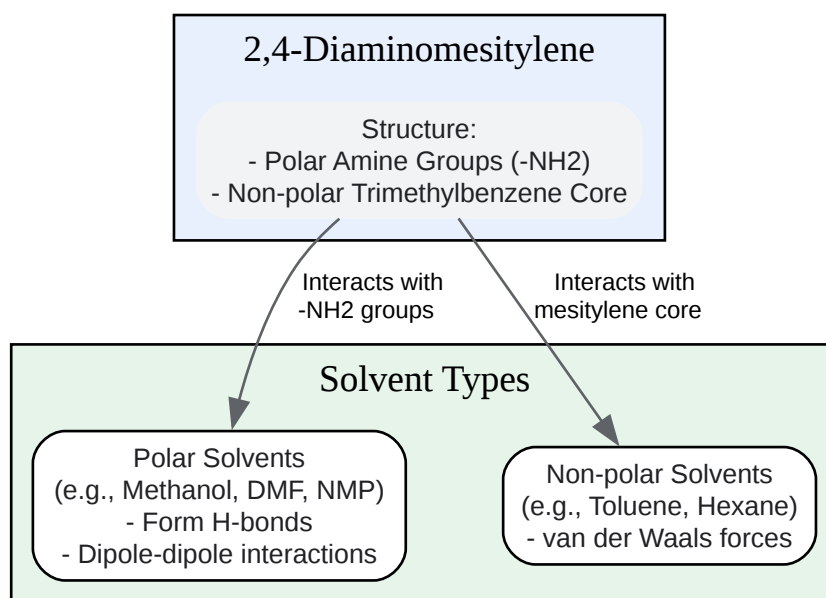 2,4-Diaminomesitylene
Structure:
- Polar Amine Groups (-NH2)
- Non-polar Trimethylbenzene Core
Interacts with
-NH2 groups
Interacts with
mesitylene core
Solvent Types
Polar Solvents
(e.g., Methanol, DMF, NMP)
- Form H-bonds
- Dipole-dipole interactions
Non-polar Solvents
(e.g., Toluene, Hexane)
- van der Waals forces